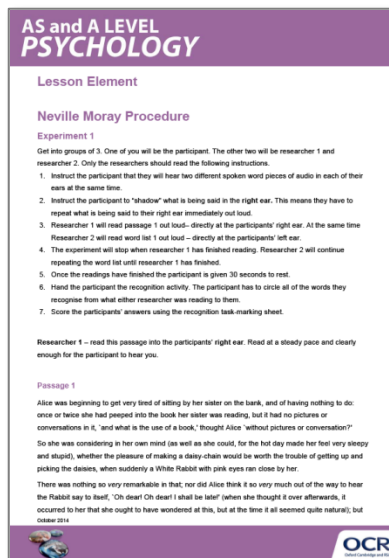 AS and A LEVEL
PSYCHOLOGY
Lesson Element
Neville Moray Procedure
Experiment 1
Get into groups of 3. One of you will be the participant. The other two will be researcher 1 and
researcher 2. Only the researchers should read the following instructions.
1. Instruct the participant that they will hear two different spoken word pieces of audio in each of their
ears at the same time.
2. Instruct the participant to "shadow" what is being said in the right ear. This means they have to
repeat what is being said to their right ear immediately out loud.
3. Researcher 1 will read passage 1 out loud– directly at the participants' right ear. At the same time
Researcher 2 will read word list 1 out loud – directly at the participants' left ear.
4. The experiment will stop when researcher 1 has finished reading. Researcher 2 will continue
repeating the word list until researcher 1 has finished.
5. Once the readings have finished the participant is given 30 seconds to rest.
6. Hand the participant the recognition activity. The participant has to circle all of the words they
recognise from what either researcher was reading to them.
7. Score the participants' answers using the recognition task-marking sheet.
Researcher 1 – read this passage into the participants' right ear. Read at a steady pace and clearly
enough for the participant to hear you.
Passage 1
Alice was beginning to get very tired of sitting by her sister on the bank, and of having nothing to do:
once or twice she had peeped into the book her sister was reading, but it had no pictures or
conversations in it, `and what is the use of a book,' thought Alice `without pictures or conversation?'
So she was considering in her own mind (as well as she could, for the hot day made her feel very sleepy
and stupid), whether the pleasure of making a daisy-chain would be worth the trouble of getting up and
picking the daisies, when suddenly a White Rabbit with pink eyes ran close by her.
There was nothing so very remarkable in that; nor did Alice think it so very much out of the way to hear
the Rabbit say to itself, `Oh dear! Oh dear! I shall be late!' (when she thought it over afterwards, it
occurred to her that she ought to have wondered at this, but at the time it all seemed quite natural); but
October 2014
OCR
Oxford Cambridge and